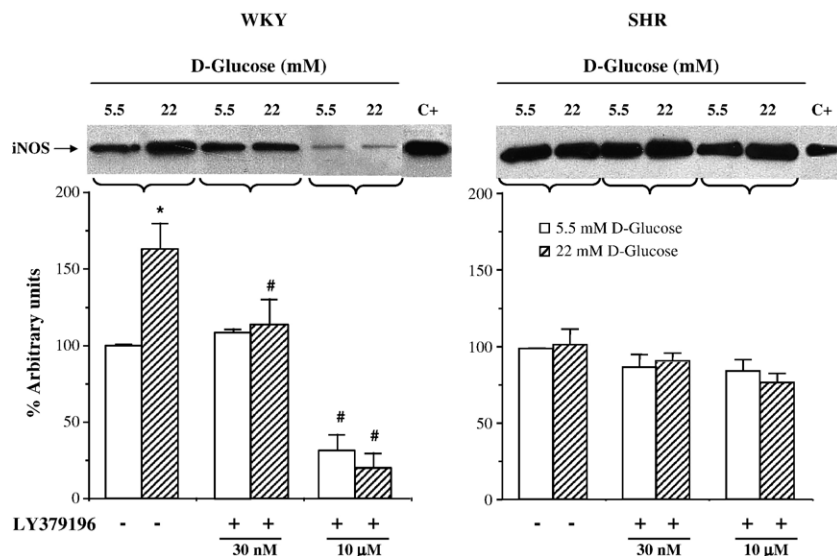 WKY SHR
D-Glucose (mM) D-Glucose (mM)
5.5 22 5.5 22 5.5 22 C+ 5.5 22 5.5 22 5.5 22 C+
iNOS
200 200
* 5.5 mM D-Glucose
22 mM D-Glucose
150 150
# 
100 100
% Arbitrary units
50 50
# #
0 0
LY379196 - - + + + + - - + + + +
30 nM 10 µM 30 nM 10 µM